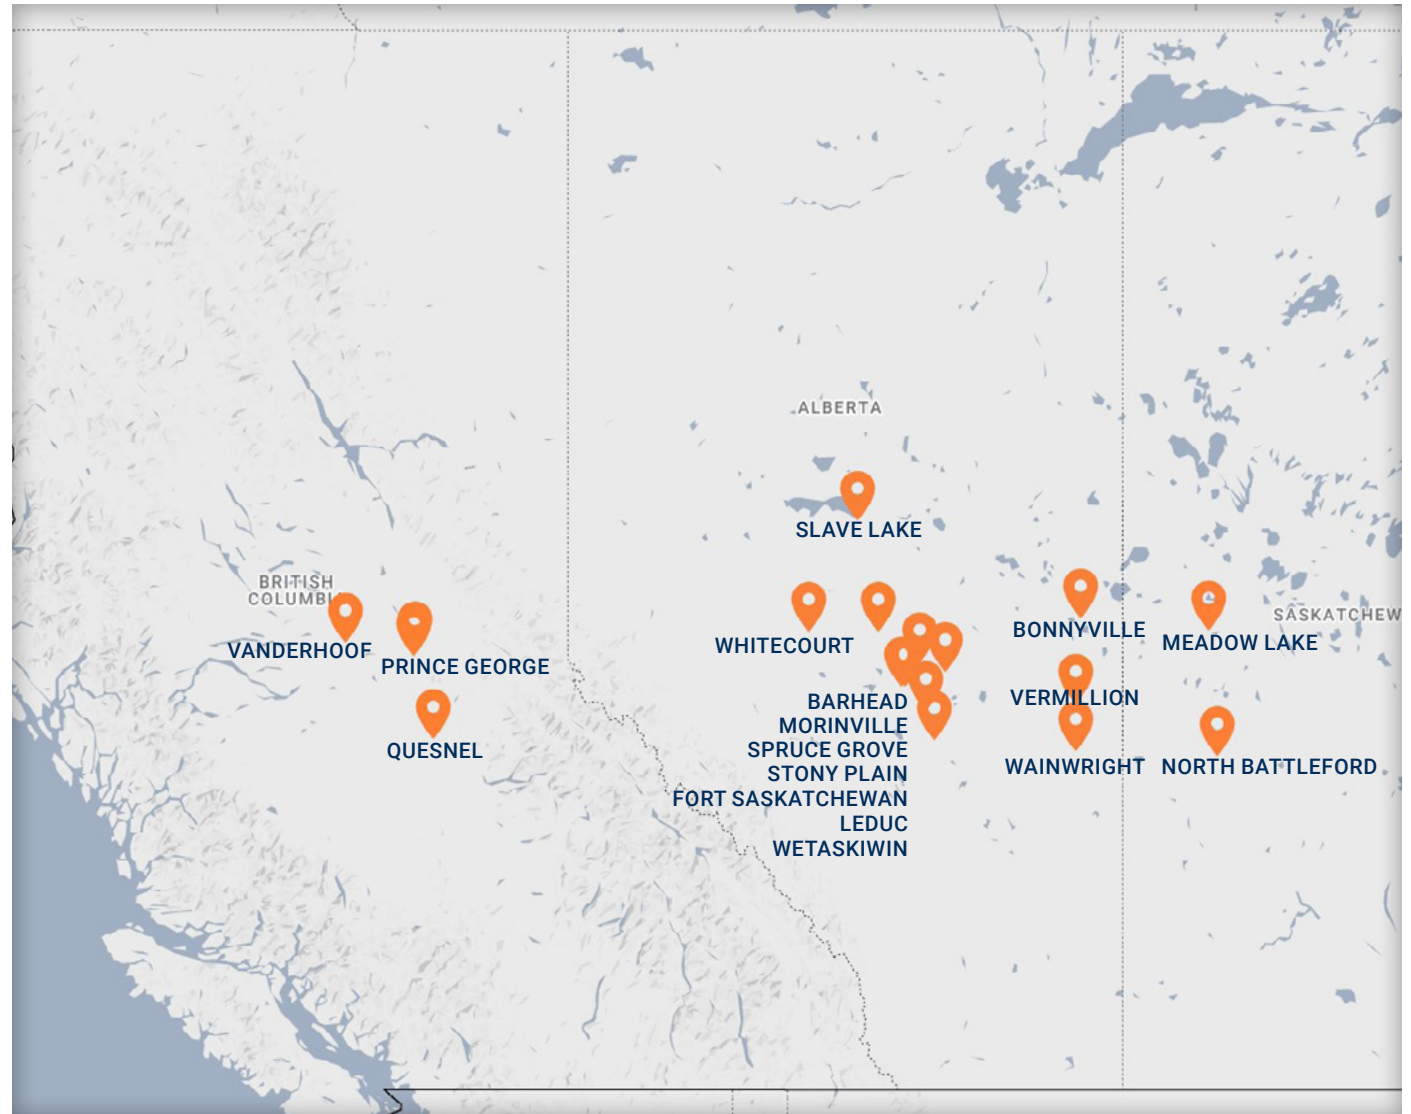 ALBERTA
SLAVE LAKE
BRITISH
COLUMBI
VANDERHOOF
PRINCE GEORGE
QUESNEL
WHITECOURT
BONNYVILLE
MEADOW LAKE
SASKATCHEW
VERMILLION
WAINWRIGHT
NORTH BATTLEFORD
BARHEAD
MORINVILLE
SPRUCE GROVE
STONY PLAIN
FORT SASKATCHEWAN
LEDUC
WETASKIWIN